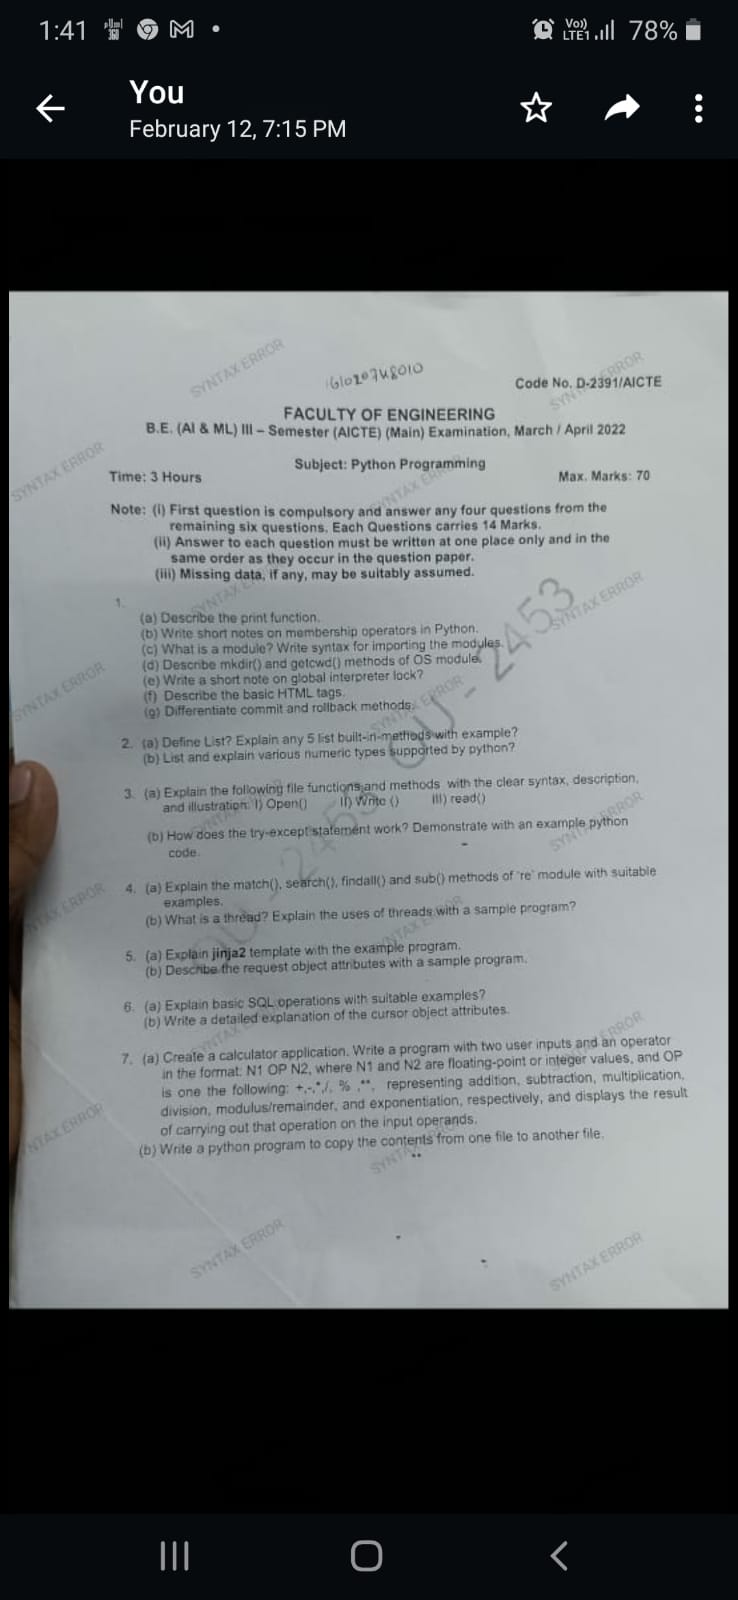 1:41
Vo))
LTE1
78%
You
February 12, 7:15 PM
161020748010
Code No. D-2391/AICTE
FACULTY OF ENGINEERING
B.E. (AI & ML) III – Semester (AICTE) (Main) Examination, March / April 2022
Subject: Python Programming
Time: 3 Hours
Max. Marks: 70
Note: (i) First question is compulsory and answer any four questions from the
remaining six questions. Each Questions carries 14 Marks.
(ii) Answer to each question must be written at one place only and in the
same order as they occur in the question paper.
(iii) Missing data, if any, may be suitably assumed.
1.
(a) Describe the print function.
(b) Write short notes on membership operators in Python.
(c) What is a module? Write syntax for importing the modules.
(d) Describe mkdir() and getcwd() methods of OS module.
(e) Write a short note on global interpreter lock?
(f) Describe the basic HTML tags.
(g) Differentiate commit and rollback methods.
2. (a) Define List? Explain any 5 list built-in-methods with example?
(b) List and explain various numeric types supported by python?
3. (a) Explain the following file functions and methods with the clear syntax, description,
and illustration. I) Open() II) Write () III) read()
(b) How does the try-except statement work? Demonstrate with an example python
code.
4. (a) Explain the match(), search(), findall() and sub() methods of 're' module with suitable
examples.
(b) What is a thread? Explain the uses of threads with a sample program?
5. (a) Explain jinja2 template with the example program.
(b) Describe the request object attributes with a sample program.
6. (a) Explain basic SQL operations with suitable examples?
(b) Write a detailed explanation of the cursor object attributes.
7. (a) Create a calculator application. Write a program with two user inputs and an operator
in the format: N1 OP N2, where N1 and N2 are floating-point or integer values, and OP
is one the following: +,-,*,/, % ,**, representing addition, subtraction, multiplication,
division, modulus/remainder, and exponentiation, respectively, and displays the result
of carrying out that operation on the input operands.
(b) Write a python program to copy the contents from one file to another file.
OU - 2453 OU - 2453
SYNTAX ERROR